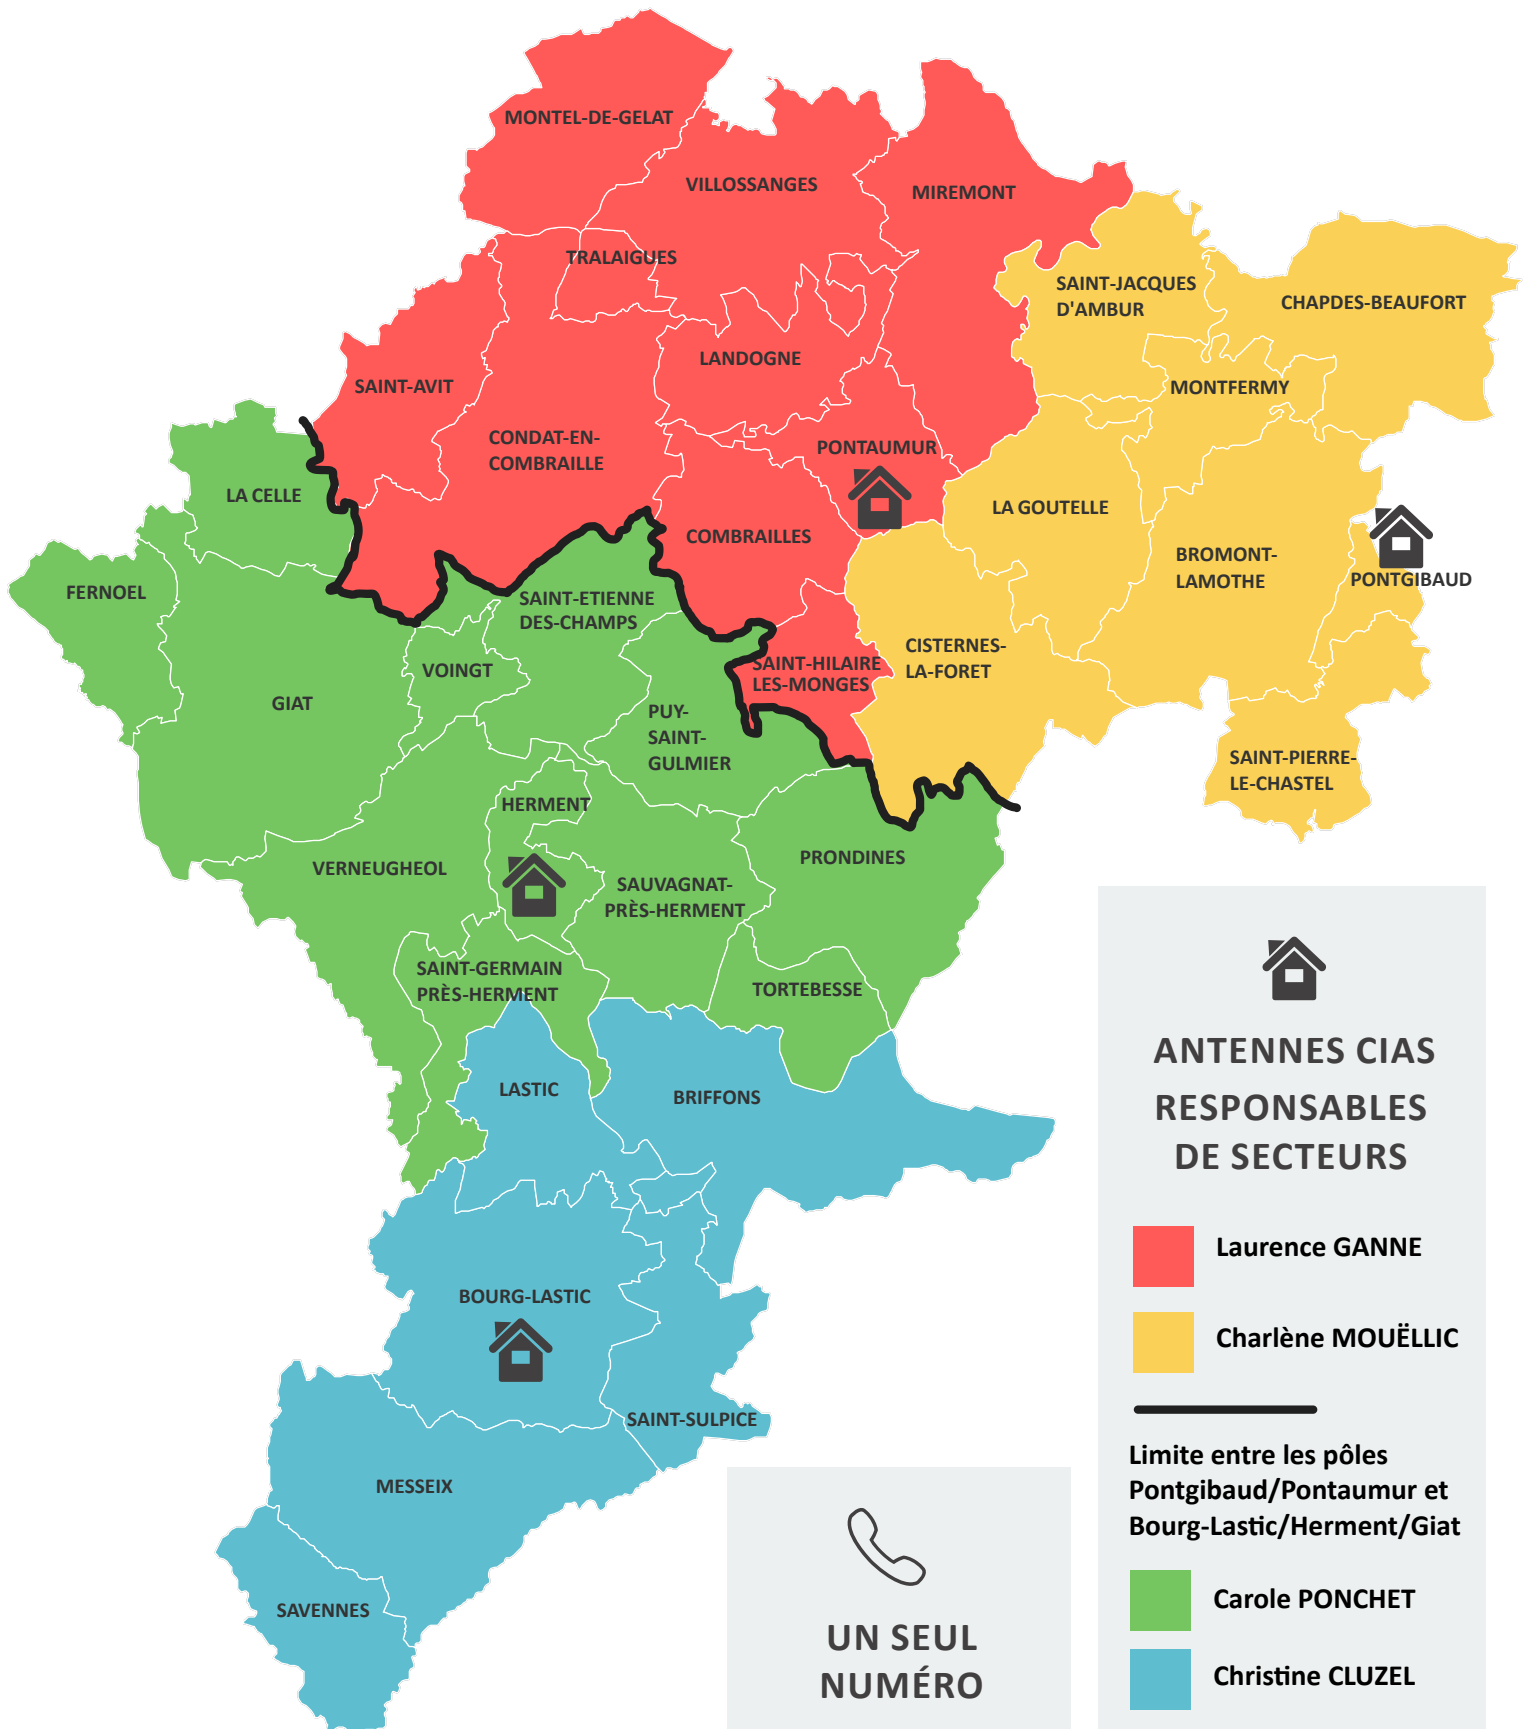 MONTEL-DE-GELAT
VILLOSSANGES
MIREMONT
TRALAIGUES
SAINT-JACQUES
D'AMBUR
CHAPDES-BEAUFORT
LANDOGNE
SAINT-AVIT
MONTFERMY
CONDAT-EN-
COMBRAILLE
PONTAUMUR
LA CELLE
LA GOUTELLE
COMBRAILLES
BROMONT-
LAMOTHE
PONTGIBAUD
FERNOEL
SAINT-ETIENNE
DES-CHAMPS
CISTERNES-
LA-FORET
VOINGT
SAINT-HILAIRE
LES-MONGES
GIAT
PUY-
SAINT-
GULMIER
SAINT-PIERRE-
LE-CHASTEL
HERMENT
VERNEUGHEOL
PRONDINES
SAUVAGNAT-
PRÈS-HERMENT
SAINT-GERMAIN
PRÈS-HERMENT
TORTEBESSE
LASTIC
BRIFFONS
BOURG-LASTIC
SAINT-SULPICE
MESSEIX
SAVENNES
UN SEUL
NUMÉRO
ANTENNES CIAS
RESPONSABLES
DE SECTEURS
Laurence GANNE
Charlène MOUËLLIC
Limite entre les pôles
Pontgibaud/Pontaumur et
Bourg-Lastic/Herment/Giat
Carole PONCHET
Christine CLUZEL